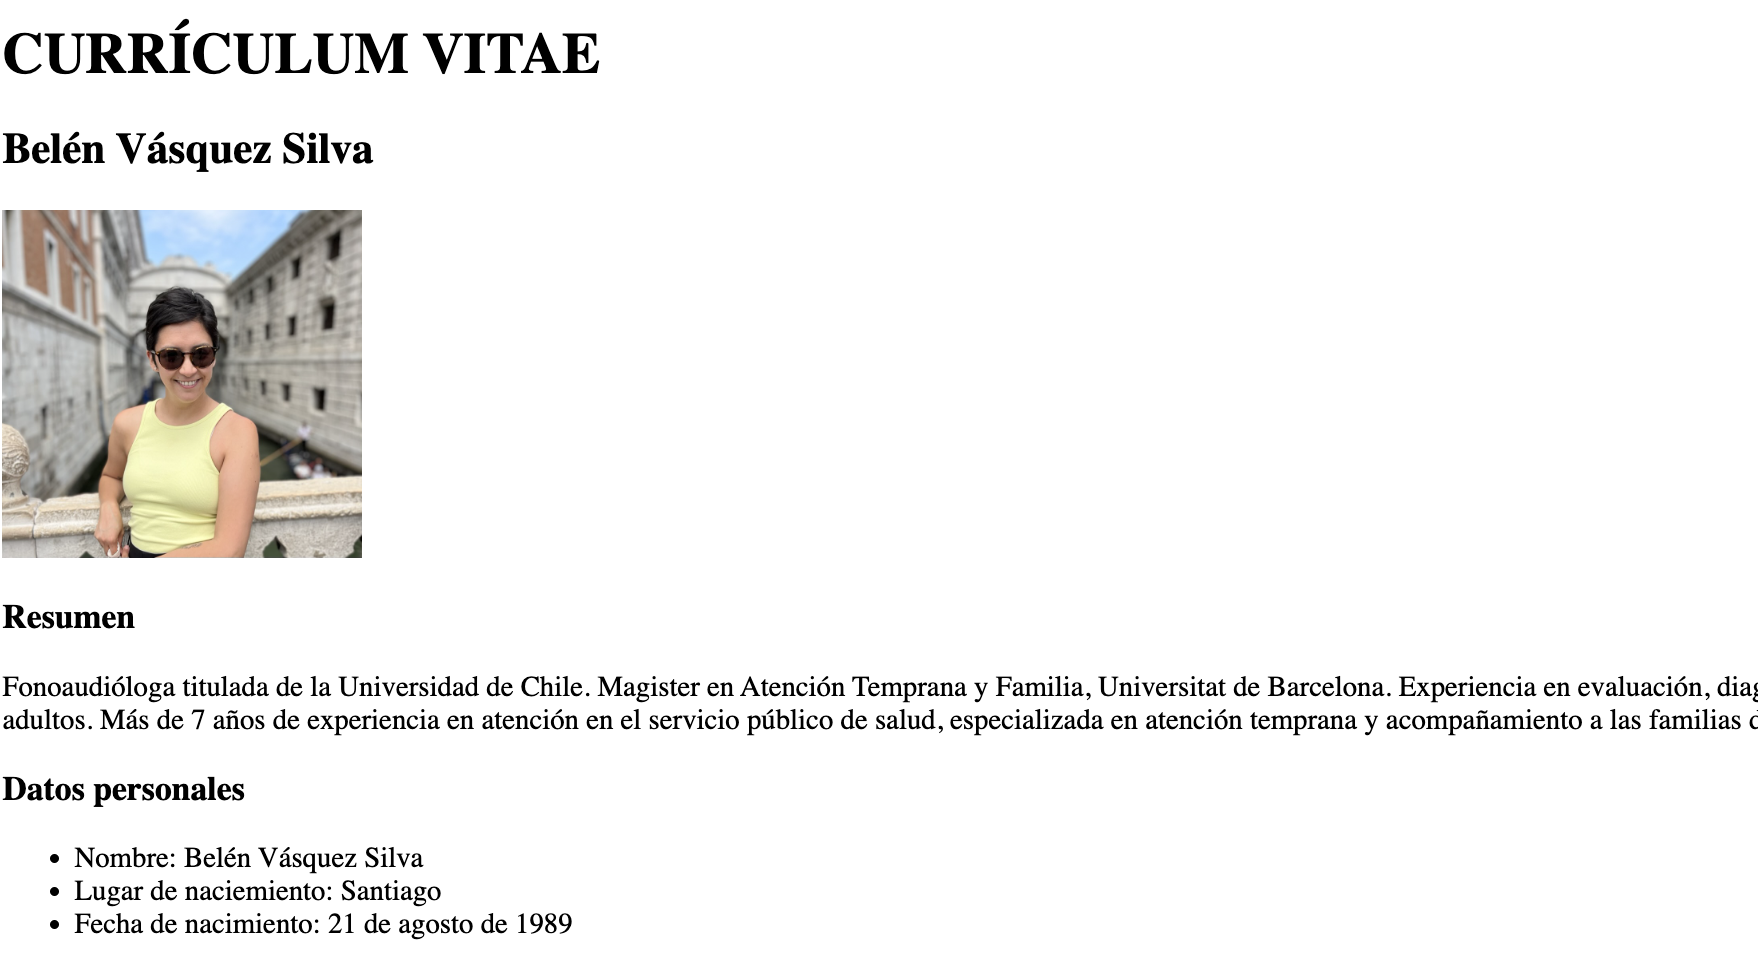 CURRÍCULUM VITAE
Belén Vásquez Silva
Resumen
Fonoaudióloga titulada de la Universidad de Chile. Magister en Atención Temprana y Familia, Universitat de Barcelona. Experiencia en evaluación,
adultos. Más de 7 años de experiencia en atención en el servicio público de salud, especializada en atención temprana y acompañamiento a las familias
Datos personales
• Nombre: Belén Vásquez Silva
• Lugar de naciemiento: Santiago
• Fecha de nacimiento: 21 de agosto de 1989